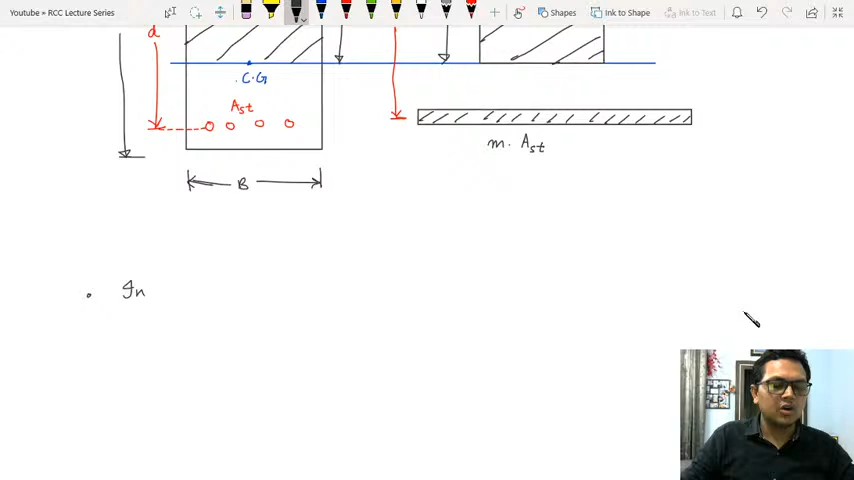 Youtube » RCC Lecture Series
Shapes
Ink to Shape
Ink to Text
d
.C.G
Ast
m. Ast
B
• In